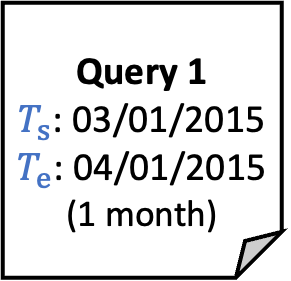 Query 1
Tₛ: 03/01/2015
Tₑ: 04/01/2015
(1 month)